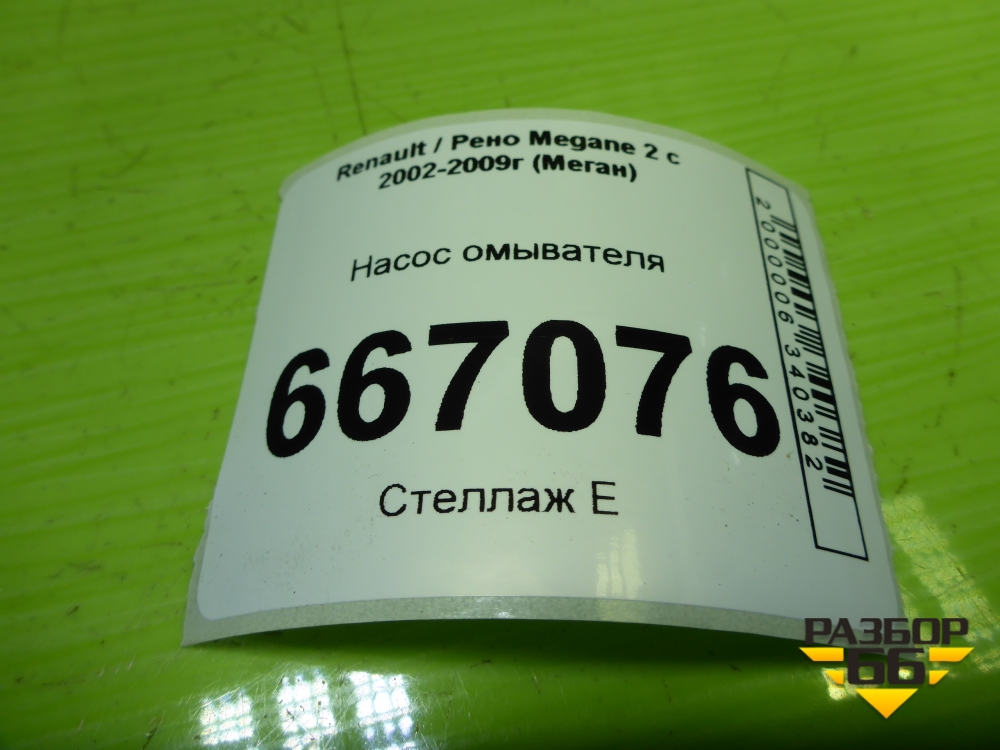 Renault / Рено Megane 2 с
2002-2009г (Меган)
Насос омывателя
667076
Стеллаж Е
2000006340382
РАЗБОР
66